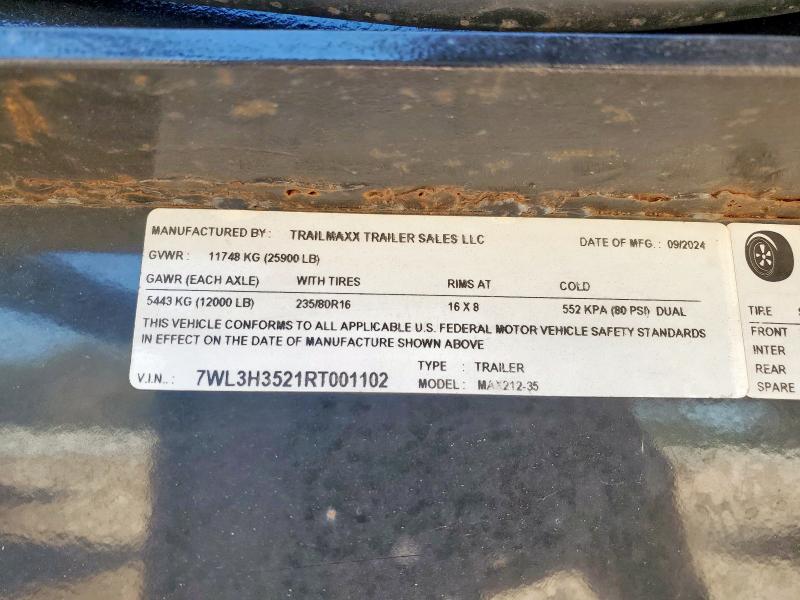 MANUFACTURED BY : TRAILMAXX TRAILER SALES LLC DATE OF MFG. : 09/2024
GVWR : 11748 KG (25900 LB)
GAWR (EACH AXLE) WITH TIRES RIMS AT COLD
5443 KG (12000 LB) 235/80R16 16 X 8 552 KPA (80 PSI) DUAL
THIS VEHICLE CONFORMS TO ALL APPLICABLE U.S. FEDERAL MOTOR VEHICLE SAFETY STANDARDS
IN EFFECT ON THE DATE OF MANUFACTURE SHOWN ABOVE
V.I.N.. : 7WL3H3521RT001102 TYPE : TRAILER
MODEL : MAX212-35
TIRE
FRONT
INTER
REAR
SPARE